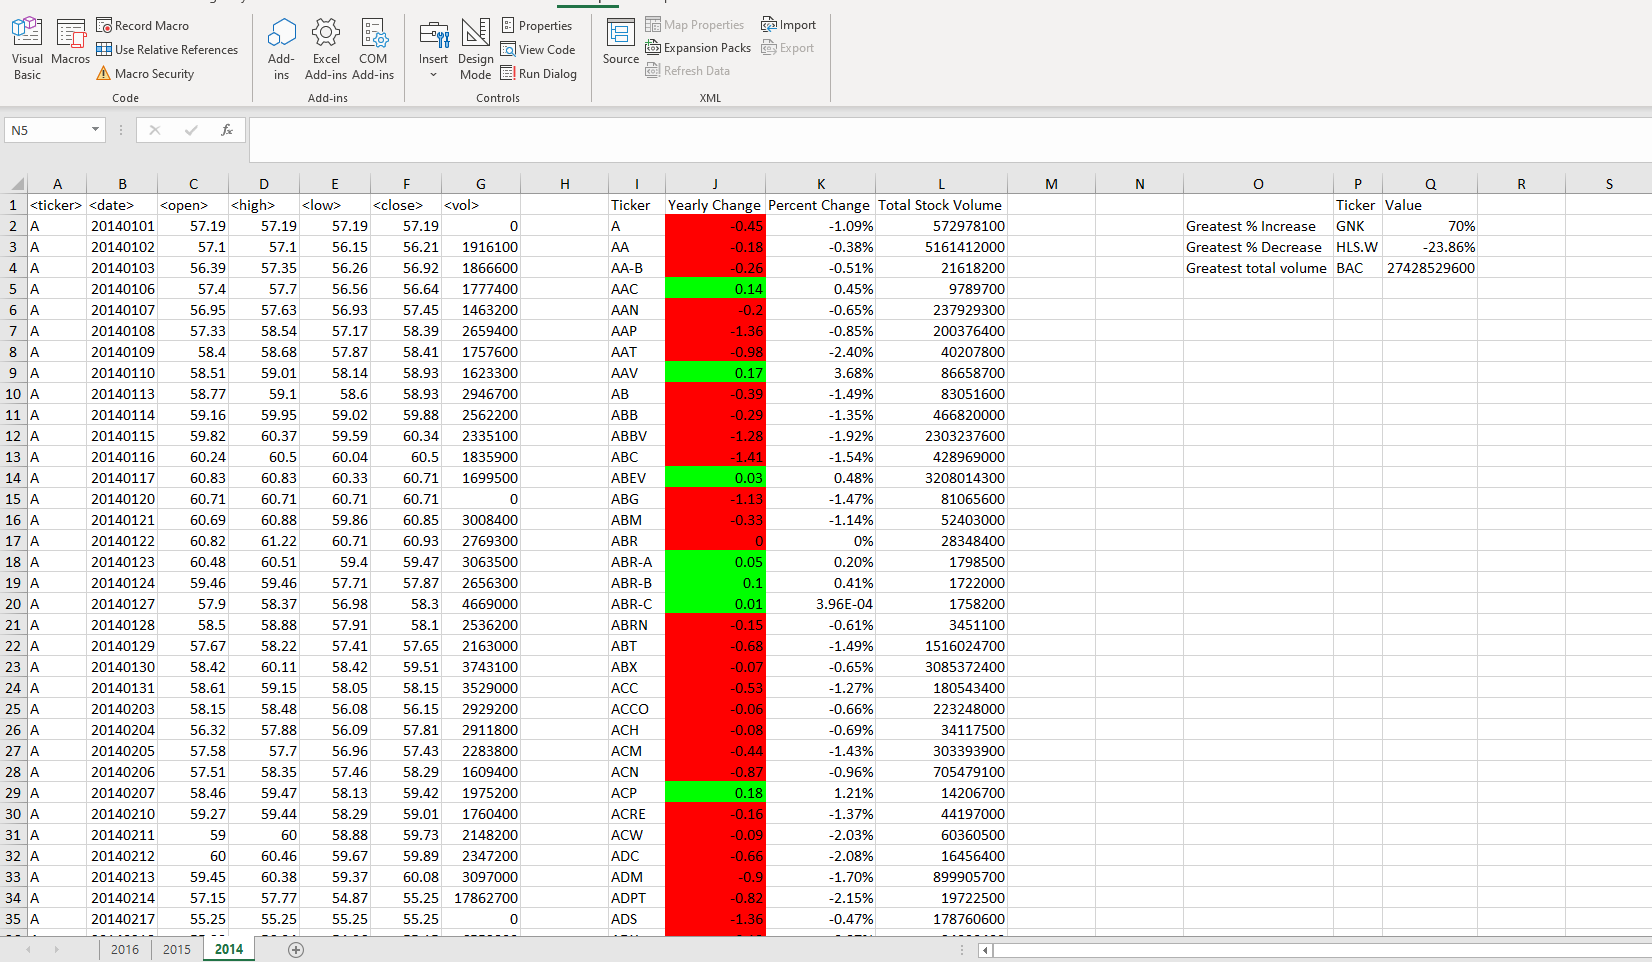 Visual Basic
Macros
Record Macro
Use Relative References
Macro Security
Code
Add-ins
Excel Add-ins
COM Add-ins
Add-ins
Insert
Design Mode
Properties
View Code
Run Dialog
Controls
Source
Map Properties
Expansion Packs
Refresh Data
Import
Export
XML
N5
fx
A B C D E F G H I J K L M N O P Q R S
1 <ticker> <date> <open> <high> <low> <close> <vol> Ticker Yearly Change Percent Change Total Stock Volume Ticker Value
2 A 20140101 57.19 57.19 57.19 57.19 0 A -0.45 -1.09% 572978100 Greatest % Increase GNK 70%
3 A 20140102 57.1 57.1 56.15 56.21 1916100 AA -0.18 -0.38% 5161412000 Greatest % Decrease HLS.W -23.86%
4 A 20140103 56.39 57.35 56.26 56.92 1866600 AA-B -0.26 -0.51% 21618200 Greatest total volume BAC 27428529600
5 A 20140106 57.4 57.7 56.56 56.64 1777400 AAC 0.14 0.45% 9789700
6 A 20140107 56.95 57.63 56.93 57.45 1463200 AAN -0.2 -0.65% 237929300
7 A 20140108 57.33 58.54 57.17 58.39 2659400 AAP -1.36 -0.85% 200376400
8 A 20140109 58.4 58.68 57.87 58.41 1757600 AAT -0.98 -2.40% 40207800
9 A 20140110 58.51 59.01 58.14 58.93 1623300 AAV 0.17 3.68% 86658700
10 A 20140113 58.77 59.1 58.6 58.93 2946700 AB -0.39 -1.49% 83051600
11 A 20140114 59.16 59.95 59.02 59.88 2562200 ABB -0.29 -1.35% 466820000
12 A 20140115 59.82 60.37 59.59 60.34 2335100 ABBV -1.28 -1.92% 2303237600
13 A 20140116 60.24 60.5 60.04 60.5 1835900 ABC -1.41 -1.54% 428969000
14 A 20140117 60.83 60.83 60.33 60.71 1699500 ABEV 0.03 0.48% 3208014300
15 A 20140120 60.71 60.71 60.71 60.71 0 ABG -1.13 -1.47% 81065600
16 A 20140121 60.69 60.88 59.86 60.85 3008400 ABM -0.33 -1.14% 52403000
17 A 20140122 60.82 61.22 60.71 60.93 2769300 ABR 0 0% 28348400
18 A 20140123 60.48 60.51 59.4 59.47 3063500 ABR-A 0.05 0.20% 1798500
19 A 20140124 59.46 59.46 57.71 57.87 2656300 ABR-B 0.1 0.41% 1722000
20 A 20140127 57.9 58.37 56.98 58.3 4669000 ABR-C 0.01 3.96E-04 1758200
21 A 20140128 58.5 58.88 57.91 58.1 2536200 ABRN -0.15 -0.61% 3451100
22 A 20140129 57.67 58.22 57.41 57.65 2163000 ABT -0.68 -1.49% 1516024700
23 A 20140130 58.42 60.11 58.42 59.51 3743100 ABX -0.07 -0.65% 3085372400
24 A 20140131 58.61 59.15 58.05 58.15 3529000 ACC -0.53 -1.27% 180543400
25 A 20140203 58.15 58.48 56.08 56.15 2929200 ACCO -0.06 -0.66% 223248000
26 A 20140204 56.32 57.88 56.09 57.81 2911800 ACH -0.08 -0.69% 34117500
27 A 20140205 57.58 57.7 56.96 57.43 2283800 ACM -0.44 -1.43% 303393900
28 A 20140206 57.51 58.35 57.46 58.29 1609400 ACN -0.87 -0.96% 705479100
29 A 20140207 58.46 59.47 58.13 59.42 1975200 ACP 0.18 1.21% 14206700
30 A 20140210 59.27 59.44 58.29 59.01 1760400 ACRE -0.16 -1.37% 44197000
31 A 20140211 59 60 58.88 59.73 2148200 ACW -0.09 -2.03% 60360500
32 A 20140212 60 60.46 59.67 59.89 2347200 ADC -0.66 -2.08% 16456400
33 A 20140213 59.45 60.38 59.37 60.08 3097000 ADM -0.9 -1.70% 899905700
34 A 20140214 57.15 57.77 54.87 55.25 17862700 ADPT -0.82 -2.15% 19722500
35 A 20140217 55.25 55.25 55.25 55.25 0 ADS -1.36 -0.47% 178760600
2016 2015 2014